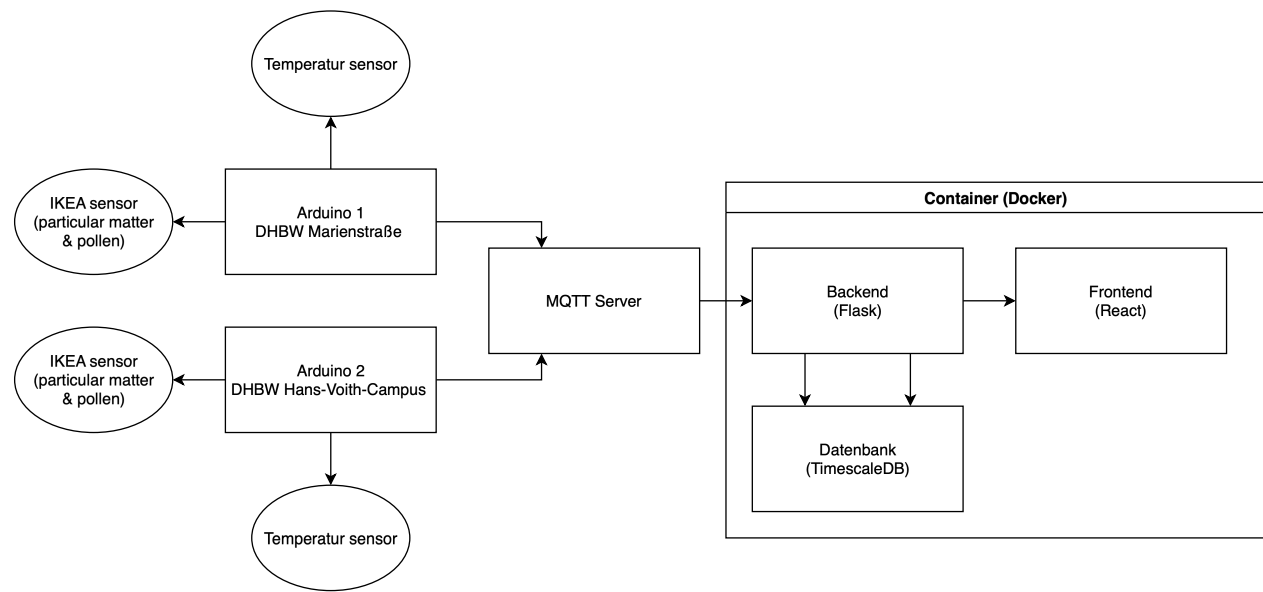 Temperatur sensor
IKEA sensor
(particular matter
& pollen)
Arduino 1
DHBW Marienstraße
Container (Docker)
MQTT Server
Backend
(Flask)
Frontend
(React)
IKEA sensor
(particular matter
& pollen)
Arduino 2
DHBW Hans-Voith-Campus
Datenbank
(TimescaleDB)
Temperatur sensor